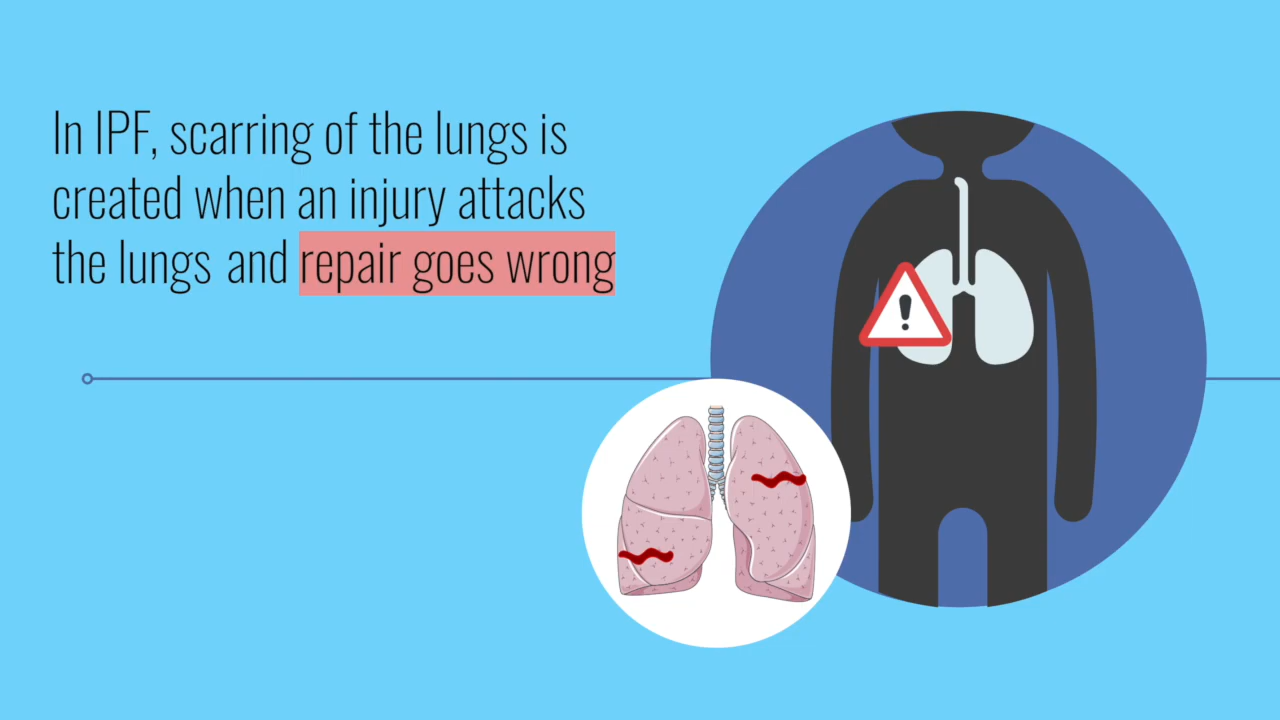 In IPF, scarring of the lungs is
created when an injury attacks
the lungs and repair goes wrong